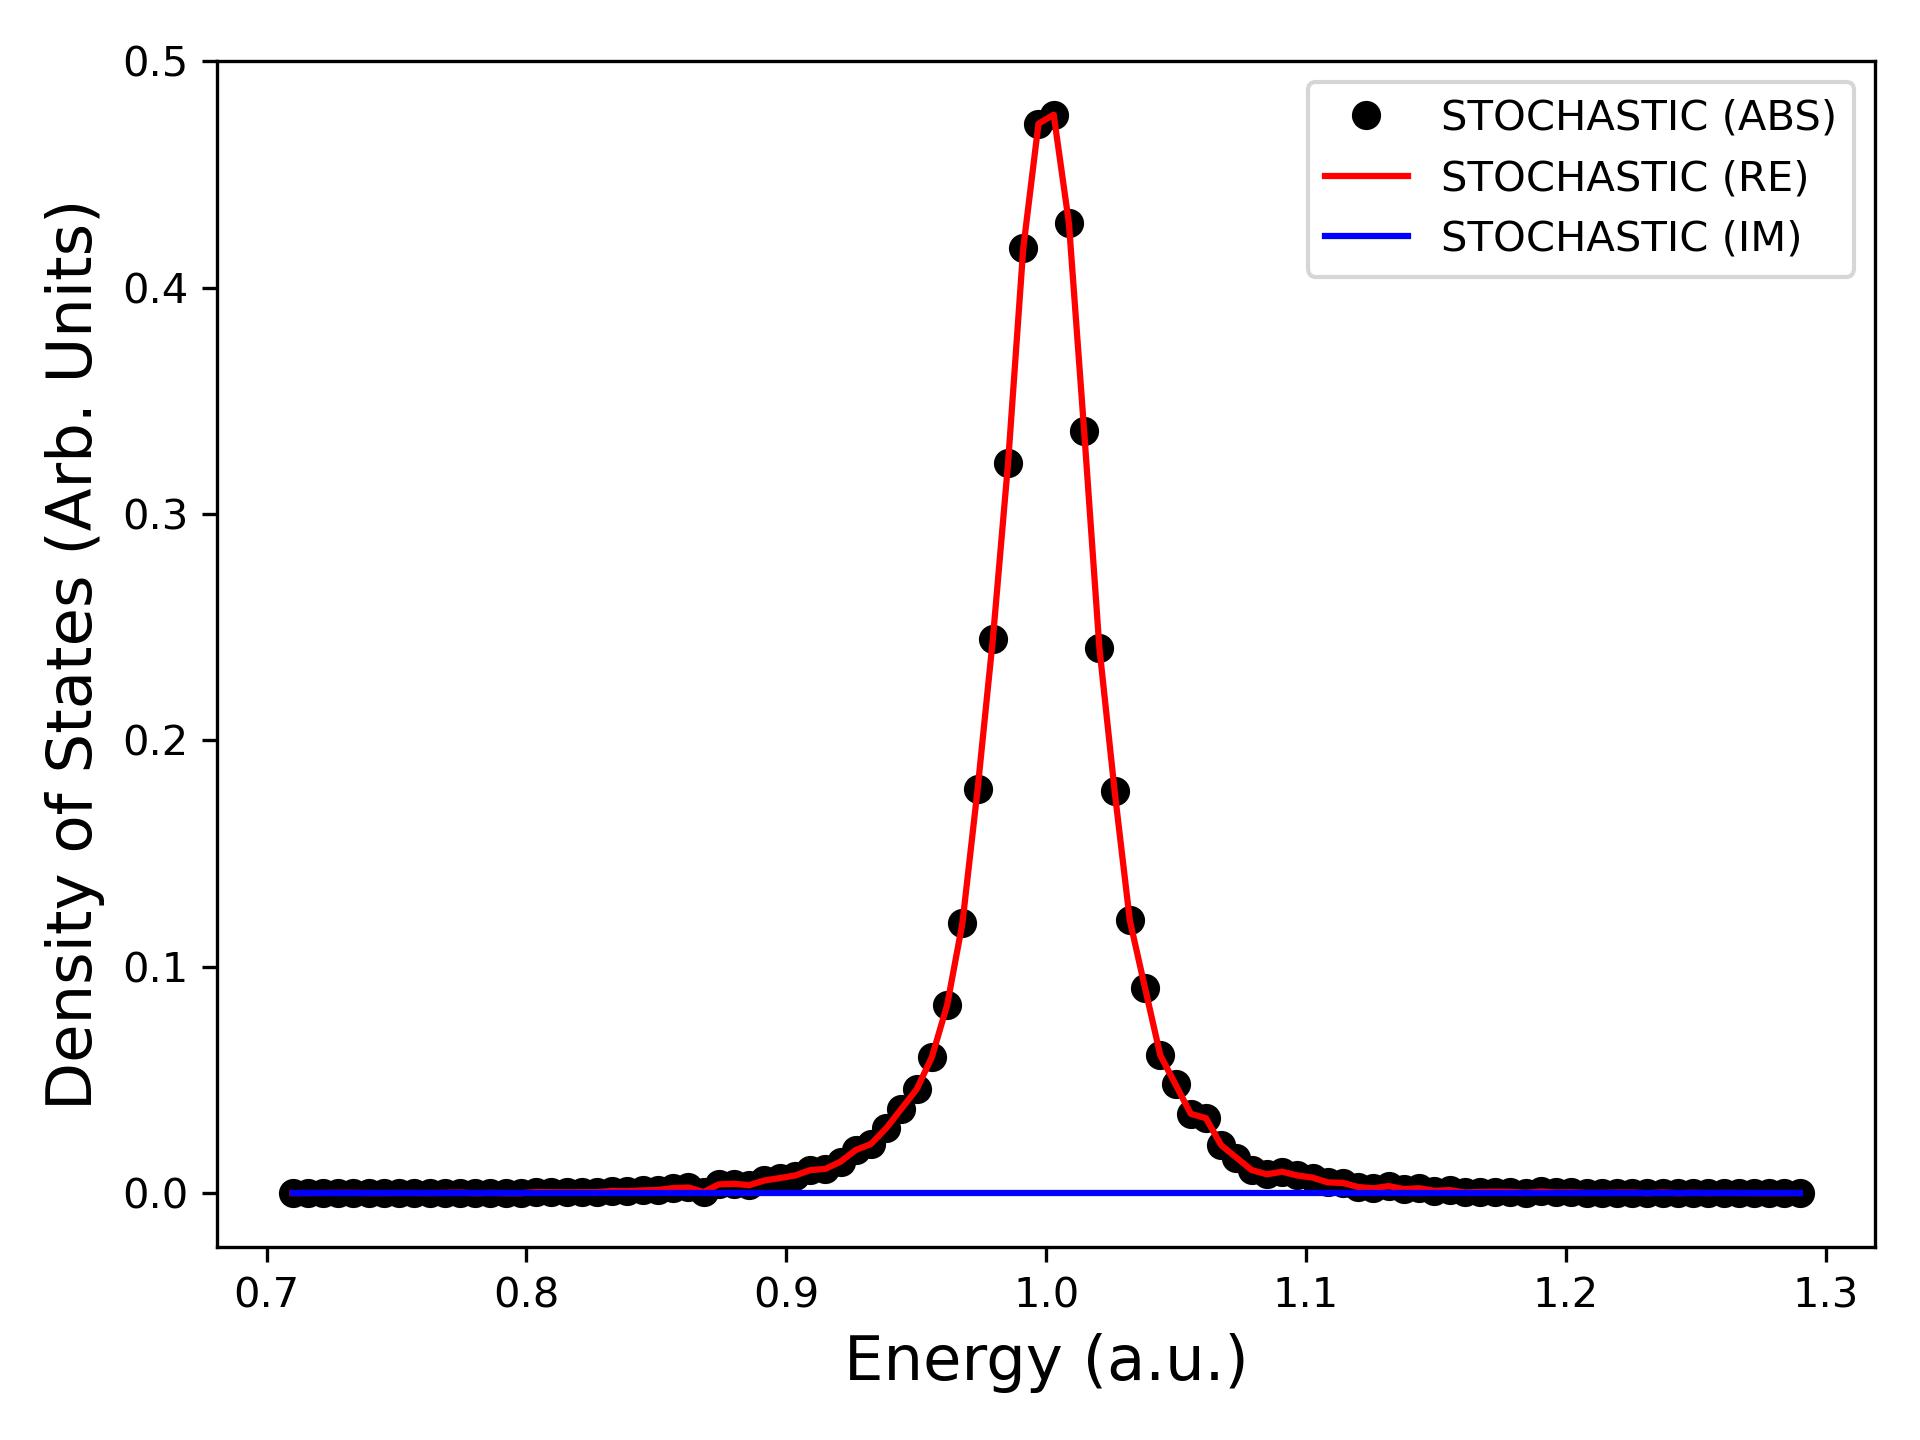 STOCHASTIC (ABS)
STOCHASTIC (RE)
STOCHASTIC (IM)
Density of States (Arb. Units)
0.5
0.4
0.3
0.2
0.1
0.0
0.7 0.8 0.9 1.0 1.1 1.2 1.3
Energy (a.u.)